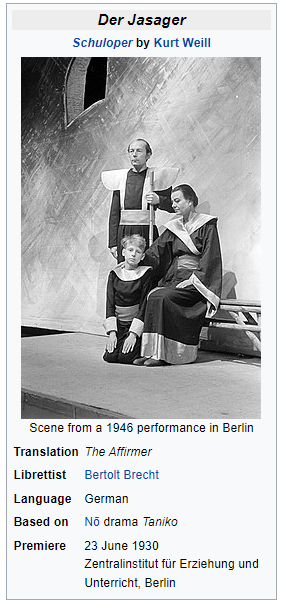 Der Jasager
Schuloper by Kurt Weill
Scene from a 1946 performance in Berlin
Translation The Affirmer
Librettist Bertolt Brecht
Language German
Based on Nō drama Taniko
Premiere 23 June 1930
Zentralinstitut für Erziehung und
Unterricht, Berlin